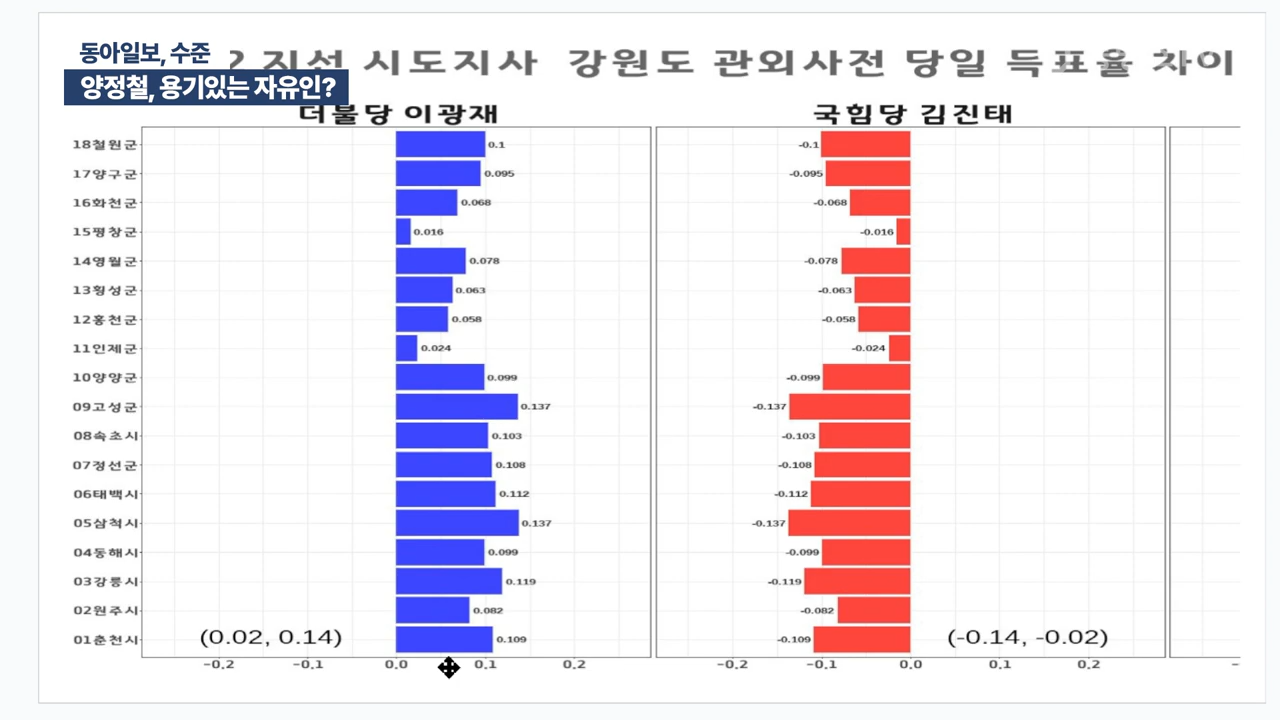 동아일보, 수준
양정철, 용기있는 자유인?
2 지선 시도지사 강원도 관외사전 당일 득표율 차이
더불당 이광재
국힘당 김진태
18철원군 0.1 -0.1
17양구군 0.095 -0.095
16화천군 0.068 -0.068
15평창군 0.016 -0.016
14영월군 0.078 -0.078
13횡성군 0.063 -0.063
12홍천군 0.058 -0.058
11인제군 0.024 -0.024
10양양군 0.099 -0.099
09고성군 0.137 -0.137
08속초시 0.103 -0.103
07정선군 0.108 -0.108
06태백시 0.112 -0.112
05삼척시 0.137 -0.137
04동해시 0.099 -0.099
03강릉시 0.119 -0.119
02원주시 0.082 -0.082
01춘천시 0.109 -0.109
(0.02, 0.14) (-0.14, -0.02)
-0.2 -0.1 0.0 0.1 0.2 -0.2 -0.1 0.0 0.1 0.2